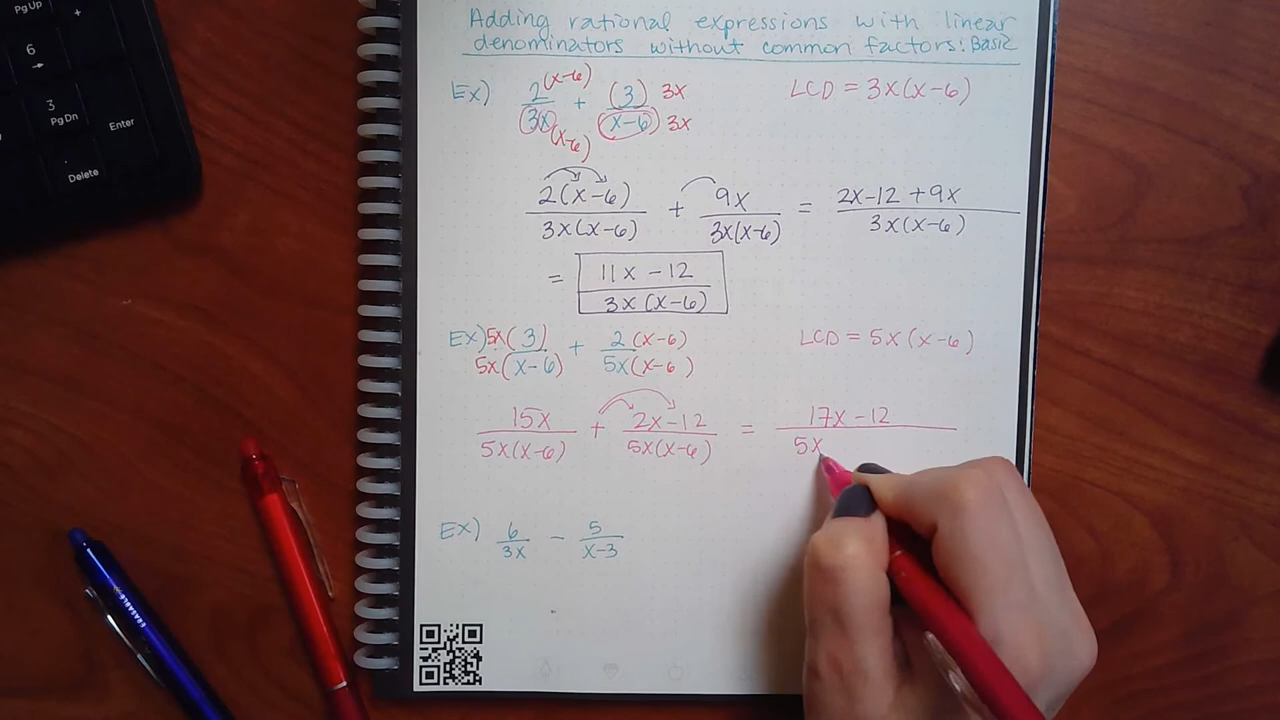 Adding rational expressions with linear
denominators without common factors: Basic
Ex) 2(x-6)/3x(x-6) + (3)3x/(x-6)3x LCD = 3x(x-6)
2(x-6)/3x(x-6) + 9x/3x(x-6) = 2x-12+9x/3x(x-6)
= 11x-12/3x(x-6)
Ex) 5x(3)/5x(x-6) + 2(x-6)/5x(x-6) LCD = 5x(x-6)
15x/5x(x-6) + 2x-12/5x(x-6) = 17x-12/5x
Ex) 6/3x - 5/x-3
PgUp
6
+
3
PgDn
Enter
Delete
ERASABLE